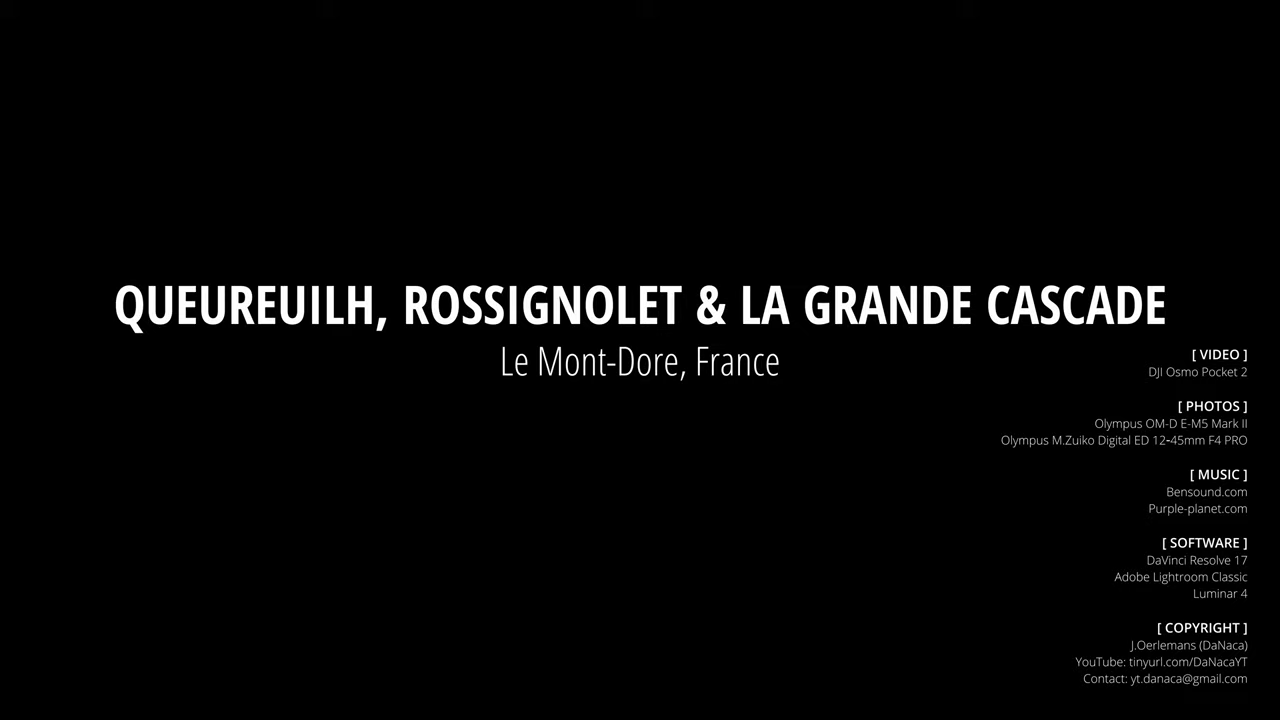 QUEUREUILH, ROSSIGNOLET & LA GRANDE CASCADE
Le Mont-Dore, France
[ VIDEO ]
DJI Osmo Pocket 2
[ PHOTOS ]
Olympus OM-D E-M5 Mark II
Olympus M.Zuiko Digital ED 12-45mm F4 PRO
[ MUSIC ]
Bensound.com
Purple-planet.com
[ SOFTWARE ]
DaVinci Resolve 17
Adobe Lightroom Classic
Luminar 4
[ COPYRIGHT ]
J.Oerlemans (DaNaca)
YouTube: tinyurl.com/DaNacaYT
Contact: yt.danaca@gmail.com